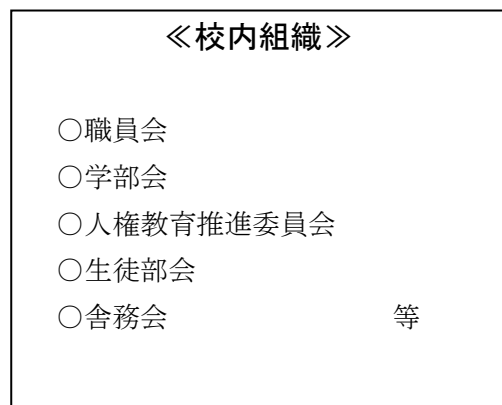 ≪校内組織≫
○職員会
○学部会
○人権教育推進委員会
○生徒部会
○舎務会　　　　　　　　等